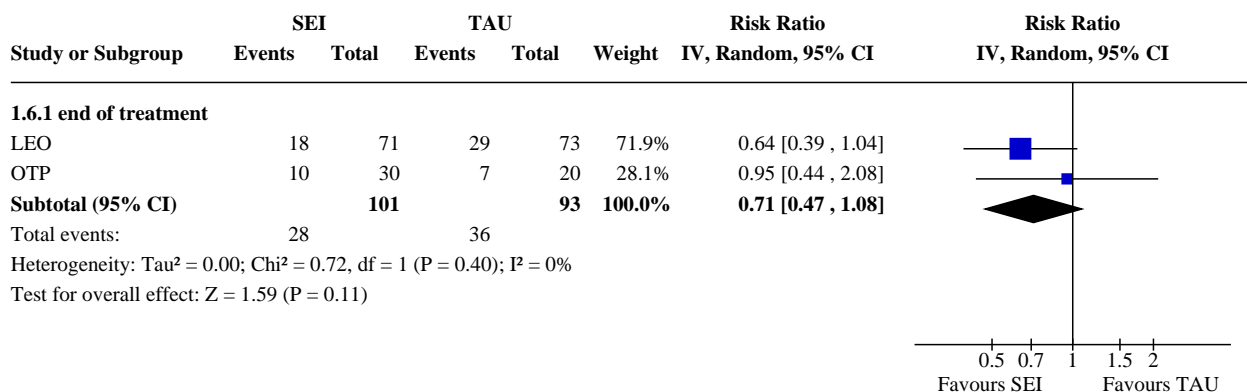 SEI TAU Risk Ratio Risk Ratio
Study or Subgroup Events Total Events Total Weight IV, Random, 95% CI IV, Random, 95% CI
1.6.1 end of treatment
LEO 18 71 29 73 71.9% 0.64 [0.39 , 1.04]
OTP 10 30 7 20 28.1% 0.95 [0.44 , 2.08]
Subtotal (95% CI) 101 93 100.0% 0.71 [0.47 , 1.08]
Total events: 28 36
Heterogeneity: Tau² = 0.00; Chi² = 0.72, df = 1 (P = 0.40); I² = 0%
Test for overall effect: Z = 1.59 (P = 0.11)
0.5 0.7 1 1.5 2
Favours SEI Favours TAU